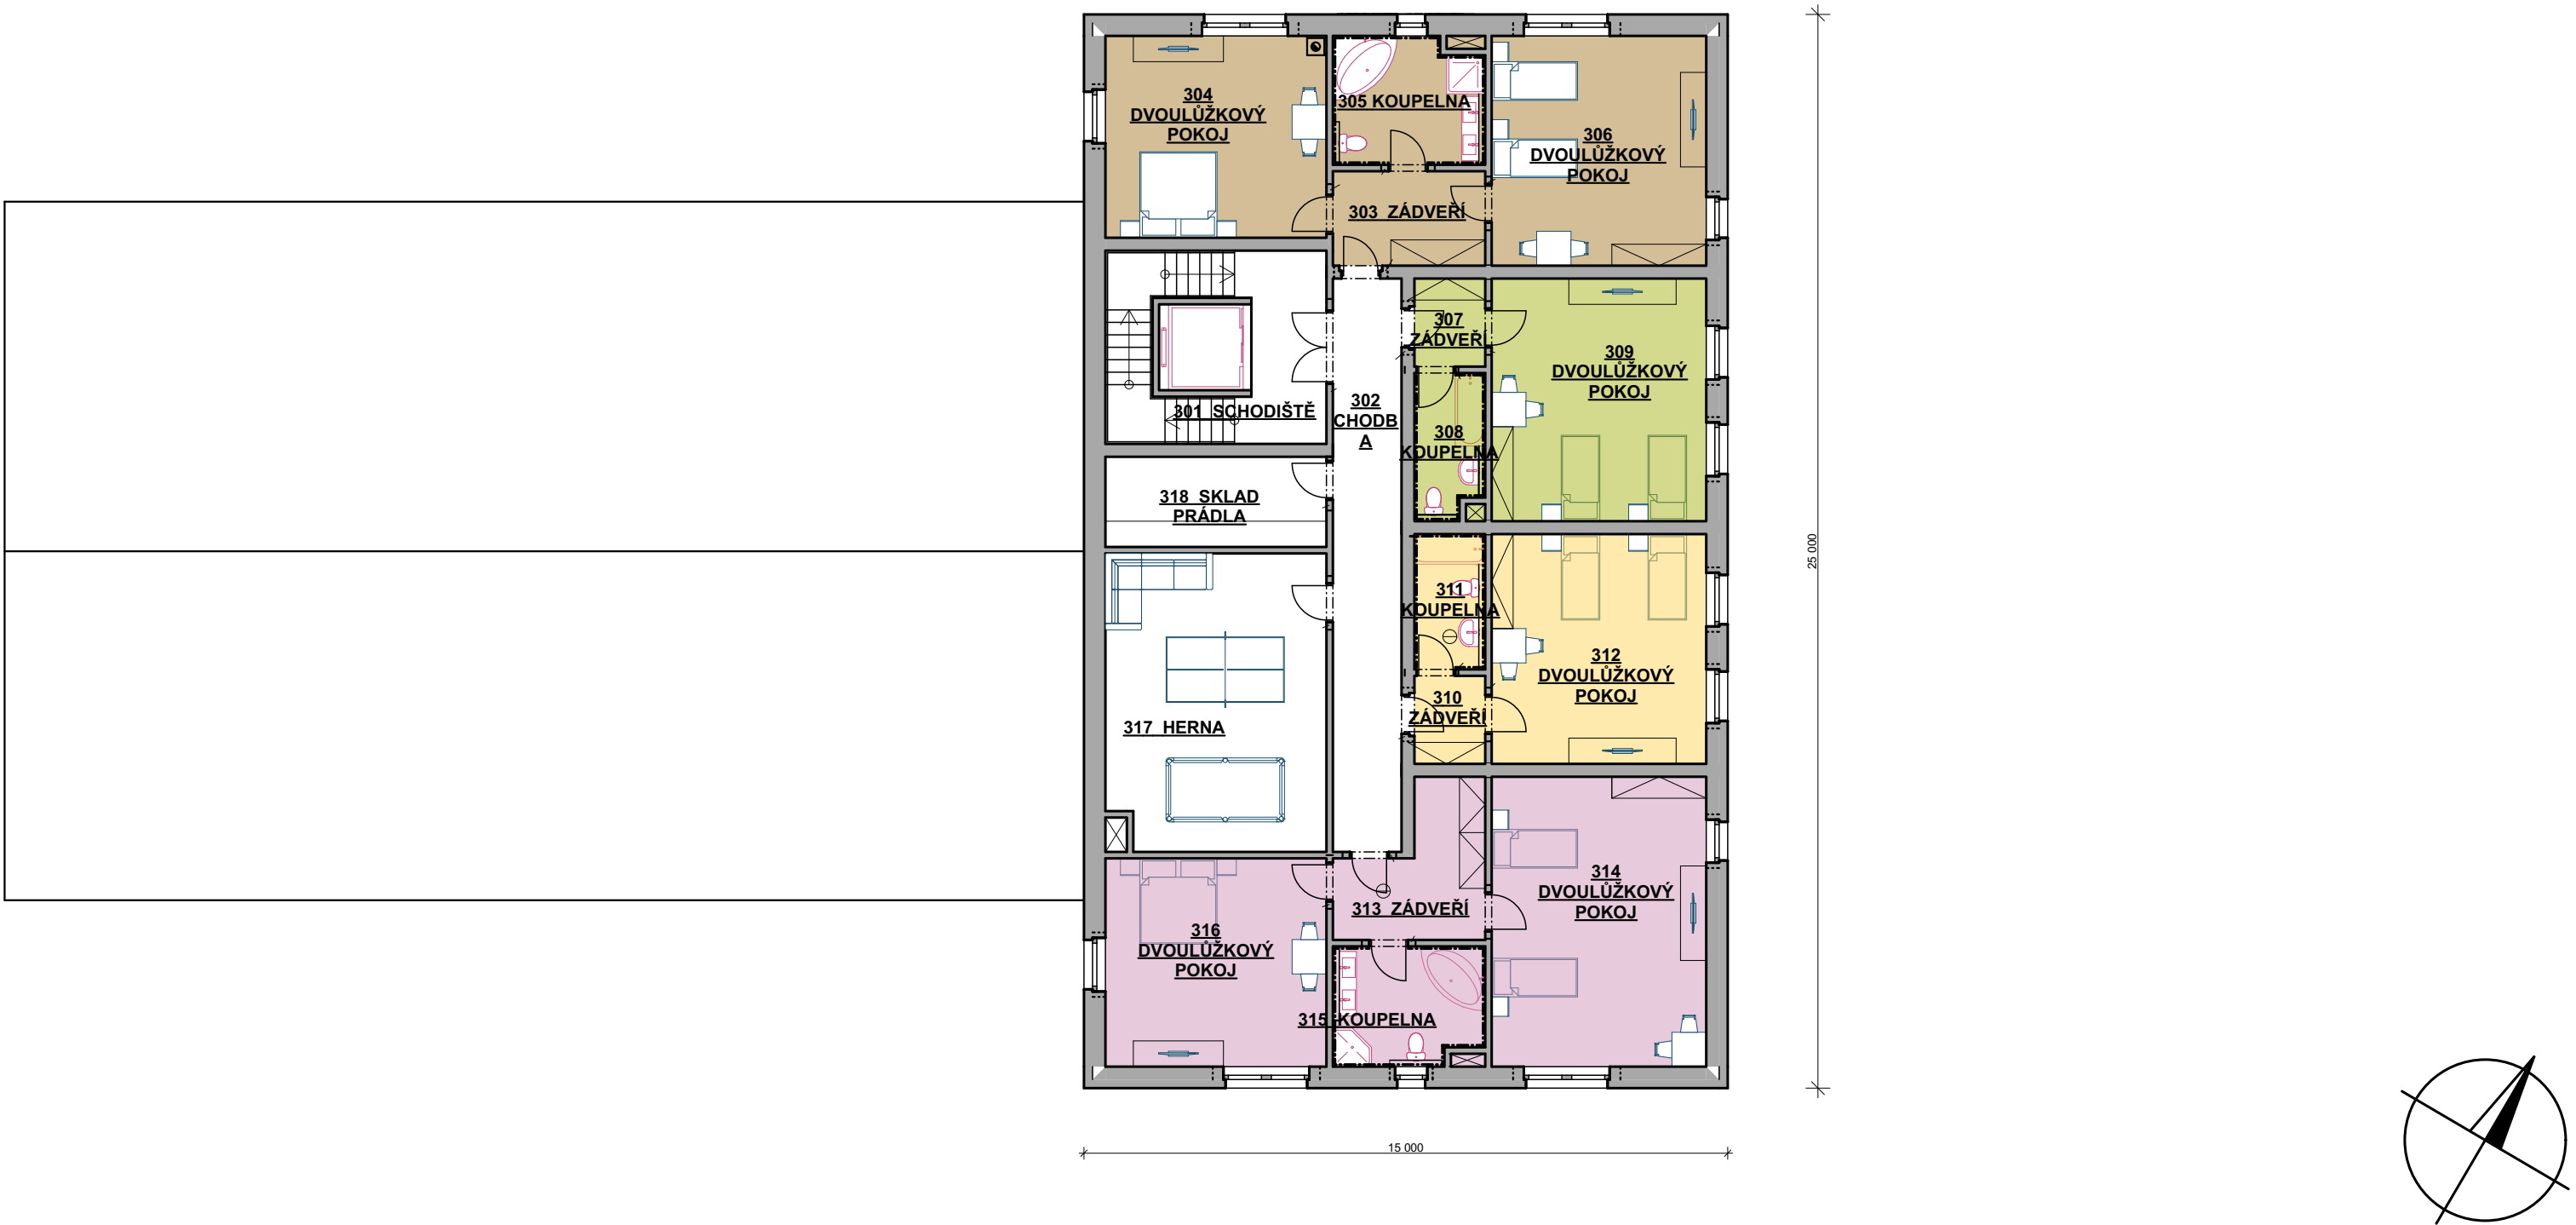 304
DVOULŮŽKOVÝ
POKOJ
305 KOUPELNA
306
DVOULŮŽKOVÝ
POKOJ
303 ZÁDVEŘÍ
307
ZÁDVEŘÍ
309
DVOULŮŽKOVÝ
POKOJ
301 SCHODIŠTĚ
302
CHODB
A
308
KOUPELNA
318 SKLAD
PRÁDLA
311
KOUPELNA
312
DVOULŮŽKOVÝ
POKOJ
310
ZÁDVEŘÍ
317 HERNA
314
DVOULŮŽKOVÝ
POKOJ
313 ZÁDVEŘÍ
316
DVOULŮŽKOVÝ
POKOJ
315 KOUPELNA
25 000
15 000